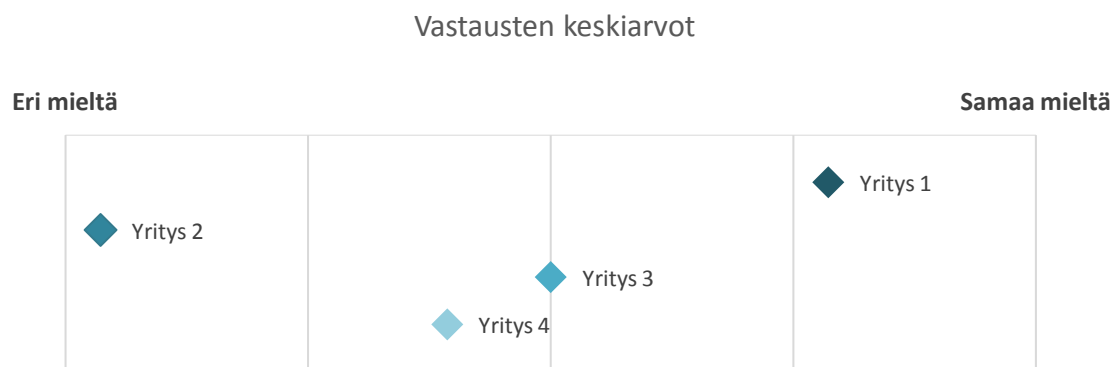 Vastausten keskiarvot
Eri mieltä
Samaa mieltä
Yritys 1
Yritys 2
Yritys 3
Yritys 4